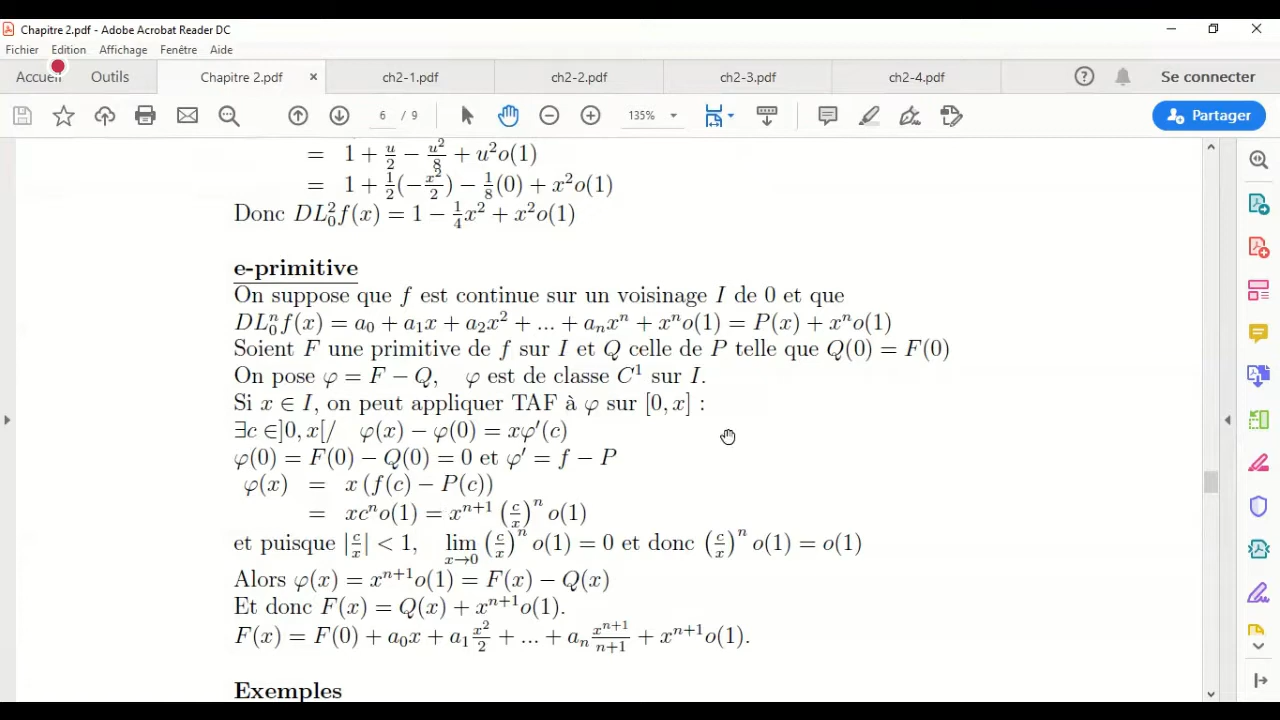 Chapitre 2.pdf - Adobe Acrobat Reader DC
Fichier Edition Affichage Fenêtre Aide
Accueil Outils Chapitre 2.pdf × ch2-1.pdf ch2-2.pdf ch2-3.pdf ch2-4.pdf Se connecter
6 / 9 135% Partager
= 1 + u/2 − u²/8 + u²o(1)
= 1 + 1/2(−x²/2) − 1/8(0) + x²o(1)
Donc DL₀²f(x) = 1 − 1/4x² + x²o(1)
e-primitive
On suppose que f est continue sur un voisinage I de 0 et que
DL₀ⁿf(x) = a₀ + a₁x + a₂x² + ... + aₙxⁿ + xⁿo(1) = P(x) + xⁿo(1)
Soient F une primitive de f sur I et Q celle de P telle que Q(0) = F(0)
On pose φ = F − Q, φ est de classe C¹ sur I.
Si x ∈ I, on peut appliquer TAF à φ sur [0, x] :
∃c ∈]0, x[/ φ(x) − φ(0) = xφ′(c)
φ(0) = F(0) − Q(0) = 0 et φ′ = f − P
φ(x) = x (f(c) − P(c))
= xcⁿo(1) = xⁿ⁺¹ (c/x)ⁿ o(1)
et puisque |c/x| < 1, lim x→0 (c/x)ⁿ o(1) = 0 et donc (c/x)ⁿ o(1) = o(1)
Alors φ(x) = xⁿ⁺¹o(1) = F(x) − Q(x)
Et donc F(x) = Q(x) + xⁿ⁺¹o(1).
F(x) = F(0) + a₀x + a₁x²/2 + ... + aₙxⁿ⁺¹/n+1 + xⁿ⁺¹o(1).
Exemples